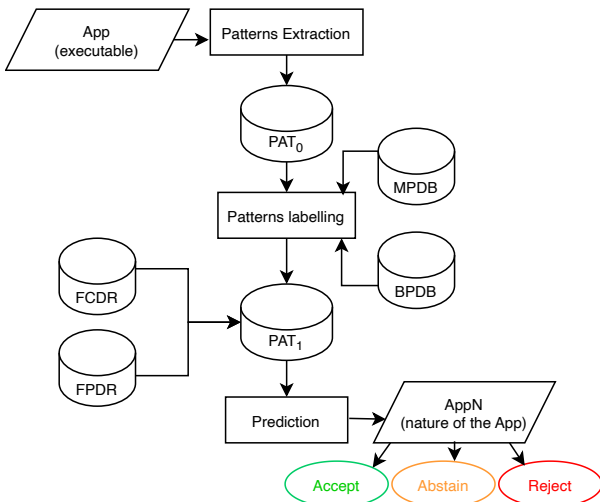 App
(executable)
Patterns Extraction
PAT0
MPDB
Patterns labelling
FCDR
BPDB
PAT1
FPDR
Prediction
AppN
(nature of the App)
Accept
Abstain
Reject